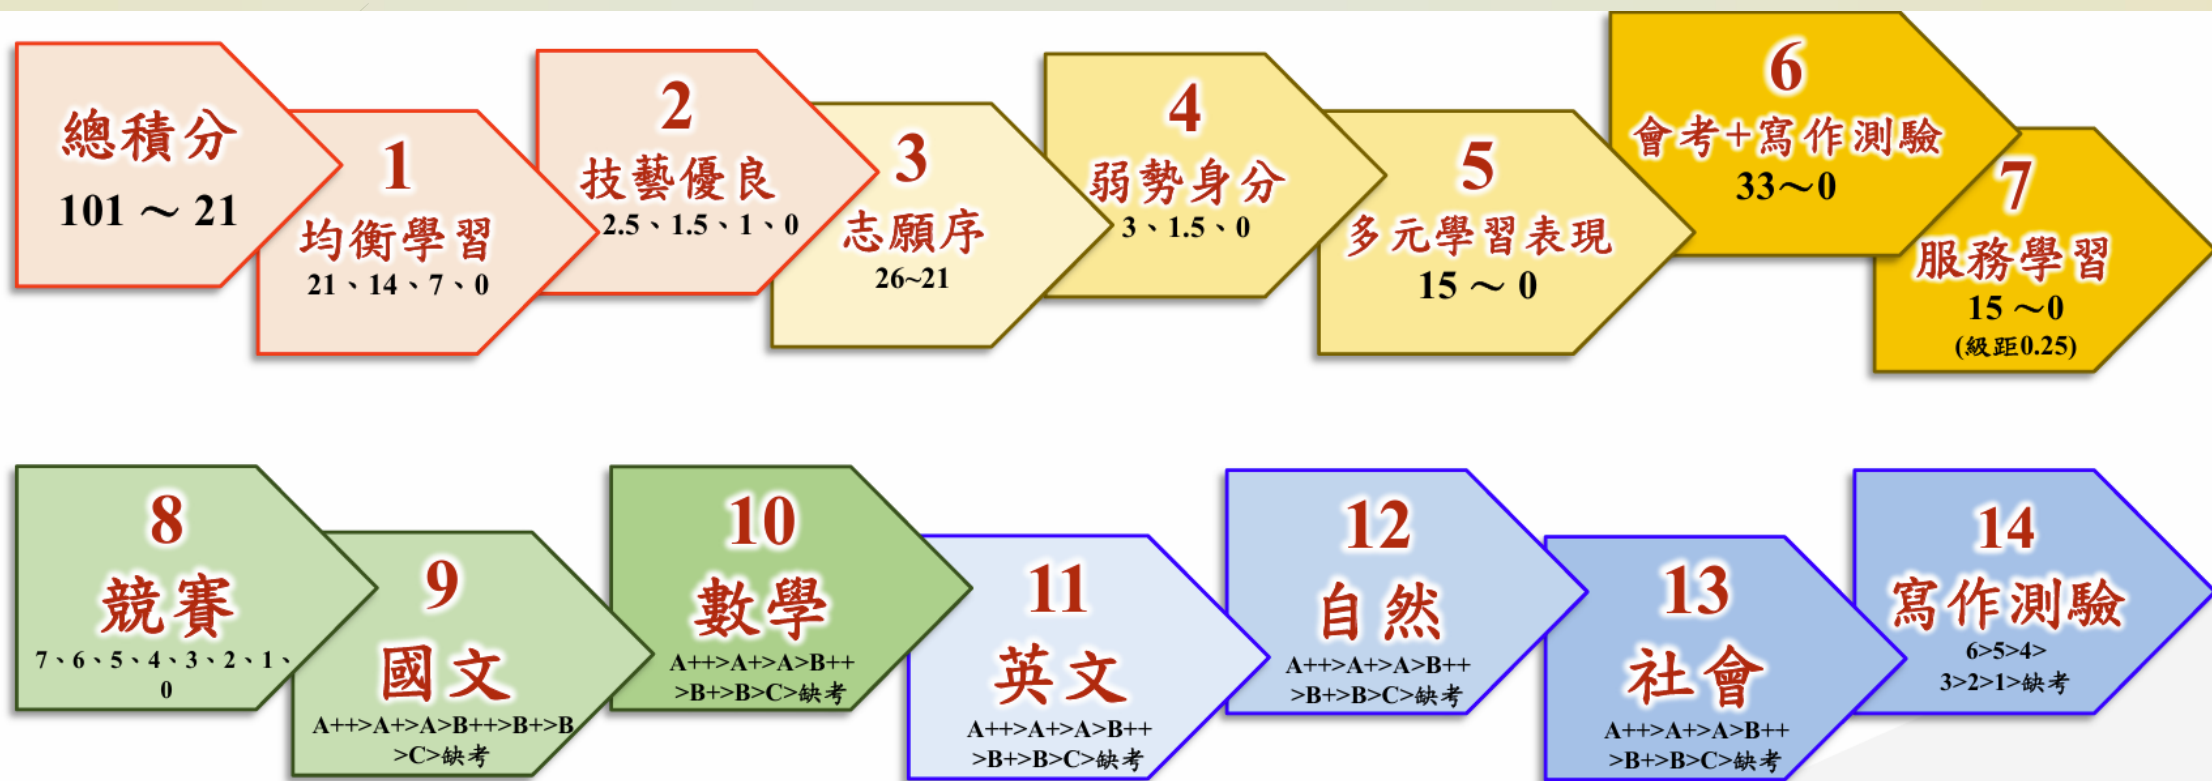 總積分
101 ～ 21
1
均衡學習
21、14、7、0
2
技藝優良
2.5、1.5、1、0
3
志願序
26~21
4
弱勢身分
3、1.5、0
5
多元學習表現
15 ～ 0
6
會考+寫作測驗
33～0
7
服務學習
15 ～0
(級距0.25)
8
競賽
7、6、5、4、3、2、1、
0
9
國文
A++>A+>A>B++>B+>B
>C>缺考
10
數學
A++>A+>A>B++
>B+>B>C>缺考
11
英文
A++>A+>A>B++
>B+>B>C>缺考
12
自然
A++>A+>A>B++
>B+>B>C>缺考
13
社會
A++>A+>A>B++
>B+>B>C>缺考
14
寫作測驗
6>5>4>
3>2>1>缺考